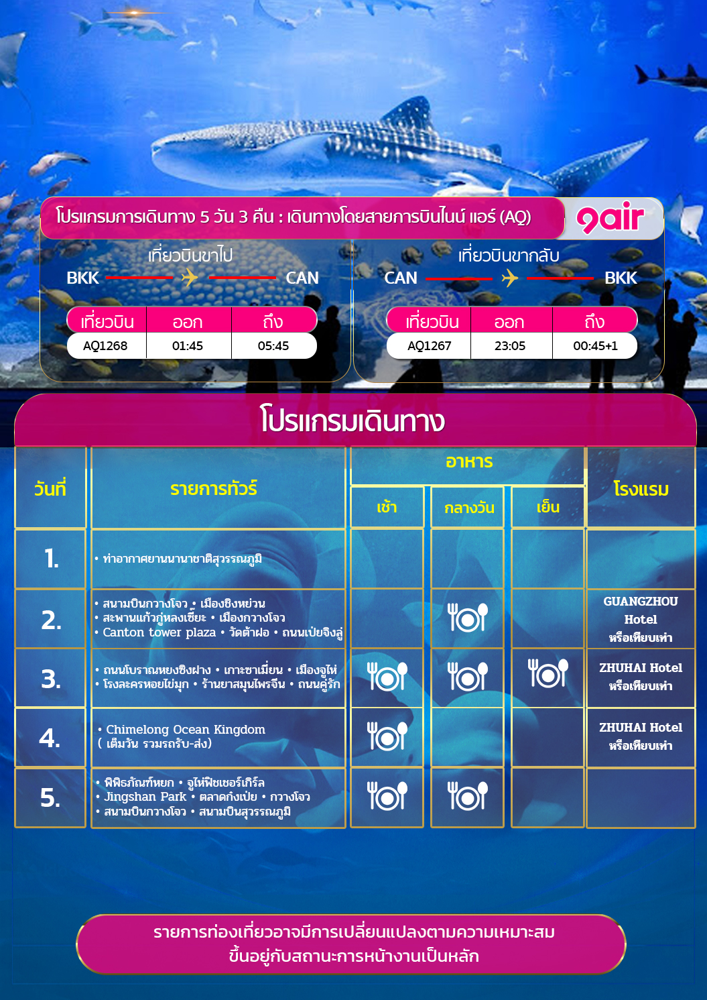 โปรแกรมการเดินทาง 5 วัน 3 คืน : เดินทางโดยสายการบินไนน์ แอร์ (AQ)
9air
เที่ยวบินขาไป
BKK CAN
เที่ยวบิน ออก ถึง
AQ1268 01:45 05:45
เที่ยวบินขากลับ
CAN BKK
เที่ยวบิน ออก ถึง
AQ1267 23:05 00:45+1
โปรแกรมเดินทาง
วันที่ รายการทัวร์ อาหาร โรงแรม
เช้า กลางวัน เย็น
1.
• ท่าอากาศยานนานาชาติสุวรรณภูมิ
2.
• สนามบินกวางโจว • เมืองชิงหย่วน
• สะพานแก้วกู่หลงเซี๊ยะ • เมืองกวางโจว
• Canton tower plaza • วัดต้าฝอ • ถนนเป่ยจิงลู่
GUANGZHOU
Hotel
หรือเทียบเท่า
3.
• ถนนโบราณหยงซิงฝาง • เกาะซาเมี่ยน • เมืองจูไห่
• โรงละครหอยไข่มุก • ร้านยาสมุนไพรจีน • ถนนคู่รัก
ZHUHAI Hotel
หรือเทียบเท่า
4.
• Chimelong Ocean Kingdom
( เต็มวัน รวมรถรับ-ส่ง)
ZHUHAI Hotel
หรือเทียบเท่า
5.
• พิพิธภัณฑ์หยก • จูไห่ฟิชเชอร์เกิร์ล
• Jingshan Park • ตลาดก๋งเป่ย • กวางโจว
• สนามบินกวางโจว • สนามบินสุวรรณภูมิ
รายการท่องเที่ยวอาจมีการเปลี่ยนแปลงตามความเหมาะสม
ขึ้นอยู่กับสถานะการหน้างานเป็นหลัก